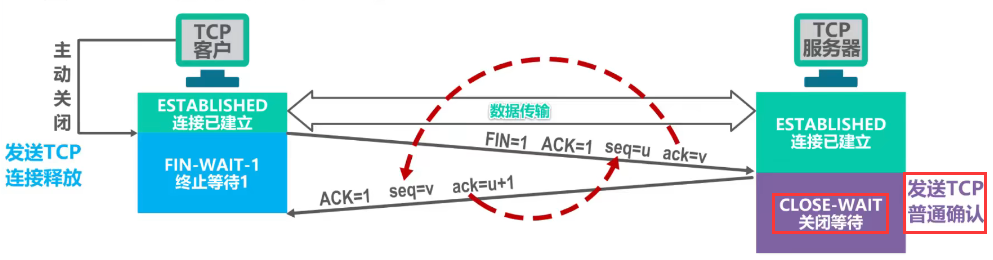 TCP
客户
TCP
服务器
主动关闭
ESTABLISHED
连接已建立
数据传输
ESTABLISHED
连接已建立
发送TCP
连接释放
FIN-WAIT-1
终止等待1
FIN=1 ACK=1 seq=u ack=v
ACK=1 seq=v ack=u+1
CLOSE-WAIT
关闭等待
发送TCP
普通确认